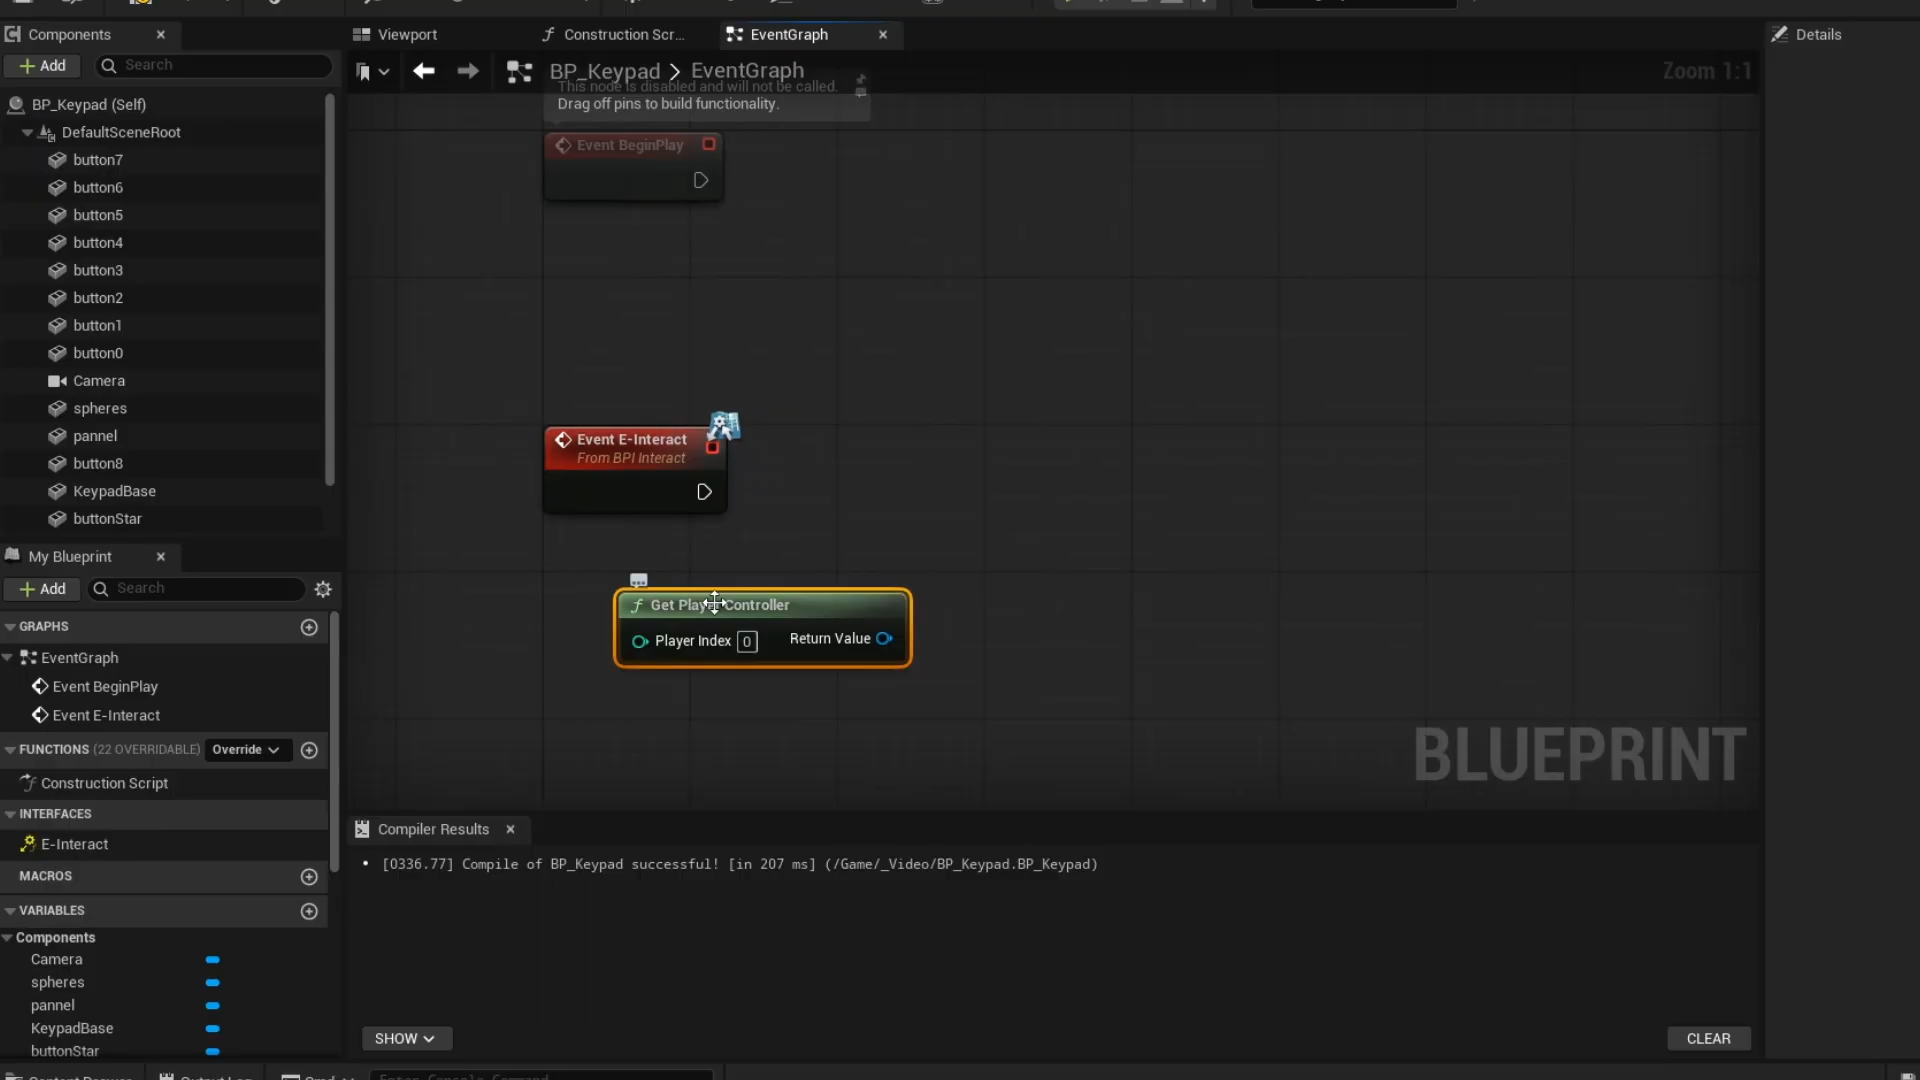 Components
Viewport
Construction Scr...
EventGraph
Details
Add
Search
BP_Keypad > EventGraph
Zoom 1:1
This node is disabled and will not be called.
Drag off pins to build functionality.
BP_Keypad (Self)
DefaultSceneRoot
button7
button6
button5
button4
button3
button2
button1
button0
Camera
spheres
pannel
button8
KeypadBase
buttonStar
Event BeginPlay
Event E-Interact
From BPI Interact
Get Player Controller
Player Index 0
Return Value
BLUEPRINT
My Blueprint
Add
Search
GRAPHS
EventGraph
Event BeginPlay
Event E-Interact
FUNCTIONS (22 OVERRIDABLE)
Override
Construction Script
INTERFACES
E-Interact
MACROS
VARIABLES
Components
Camera
spheres
pannel
KeypadBase
buttonStar
Compiler Results
[0336.77] Compile of BP_Keypad successful! [in 207 ms] (/Game/_Video/BP_Keypad.BP_Keypad)
SHOW
CLEAR
Enter Console Command